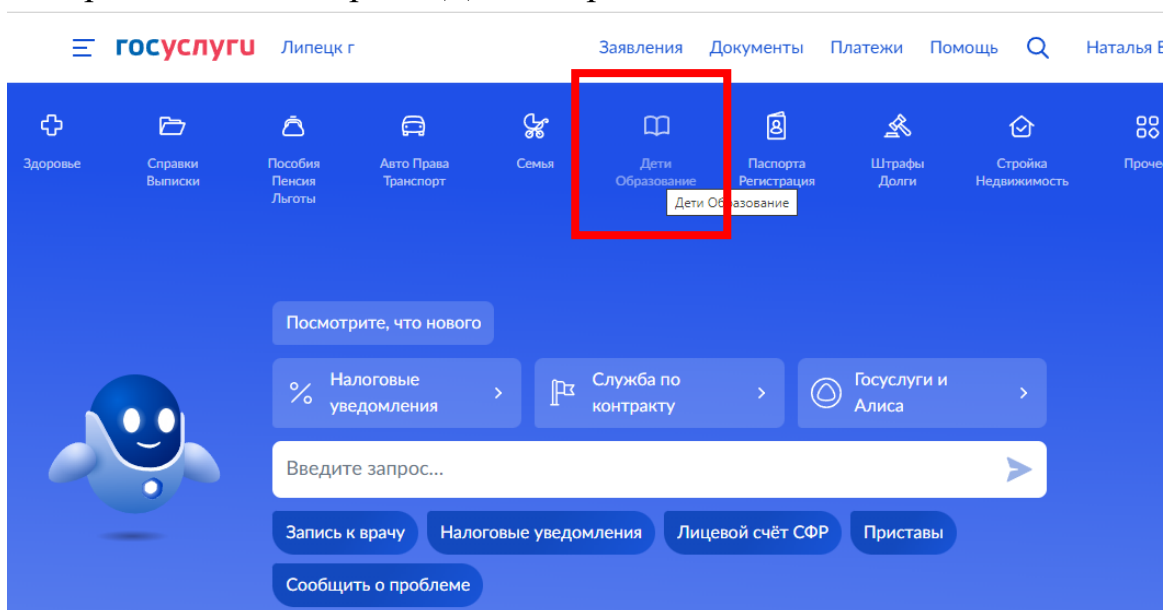 госуслуги Липецк г Заявления Документы Платежи Помощь Наталья
Здоровье
Справки
Выписки
Пособия
Пенсия
Льготы
Авто Права
Транспорт
Семья
Дети
Образование
Паспорта
Регистрация
Штрафы
Долги
Стройка
Недвижимость
Дети Образование
Посмотрите, что нового
Налоговые
уведомления
Служба по
контракту
Госуслуги и
Алиса
Введите запрос...
Запись к врачу Налоговые уведомления Лицевой счёт СФР Приставы
Сообщить о проблеме